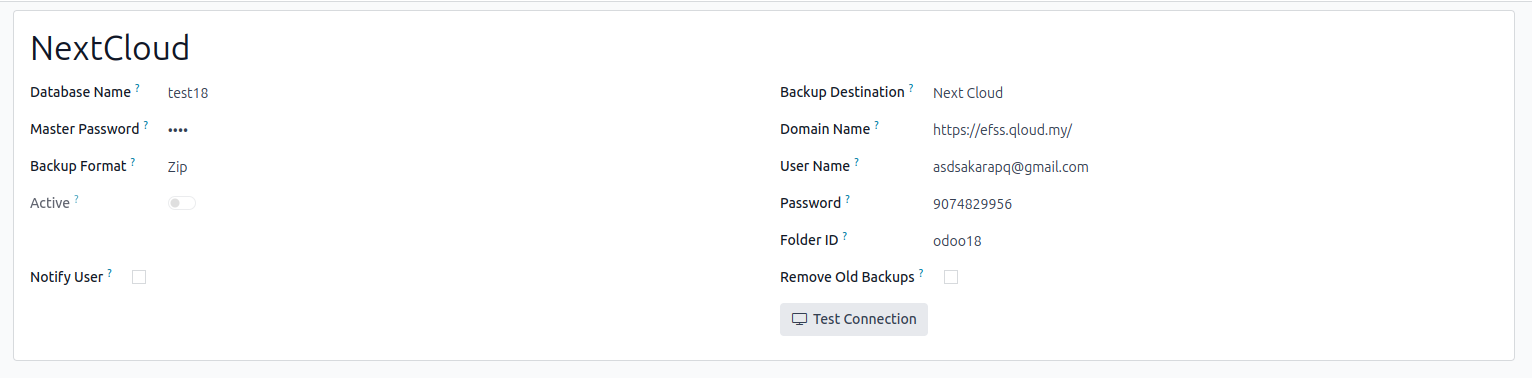 NextCloud
Database Name ? test18
Master Password ? ••••
Backup Format ? Zip
Active ?
Notify User ?
Backup Destination ? Next Cloud
Domain Name ? https://efss.qloud.my/
User Name ? asdsakarapq@gmail.com
Password ? 9074829956
Folder ID ? odoo18
Remove Old Backups ?
Test Connection